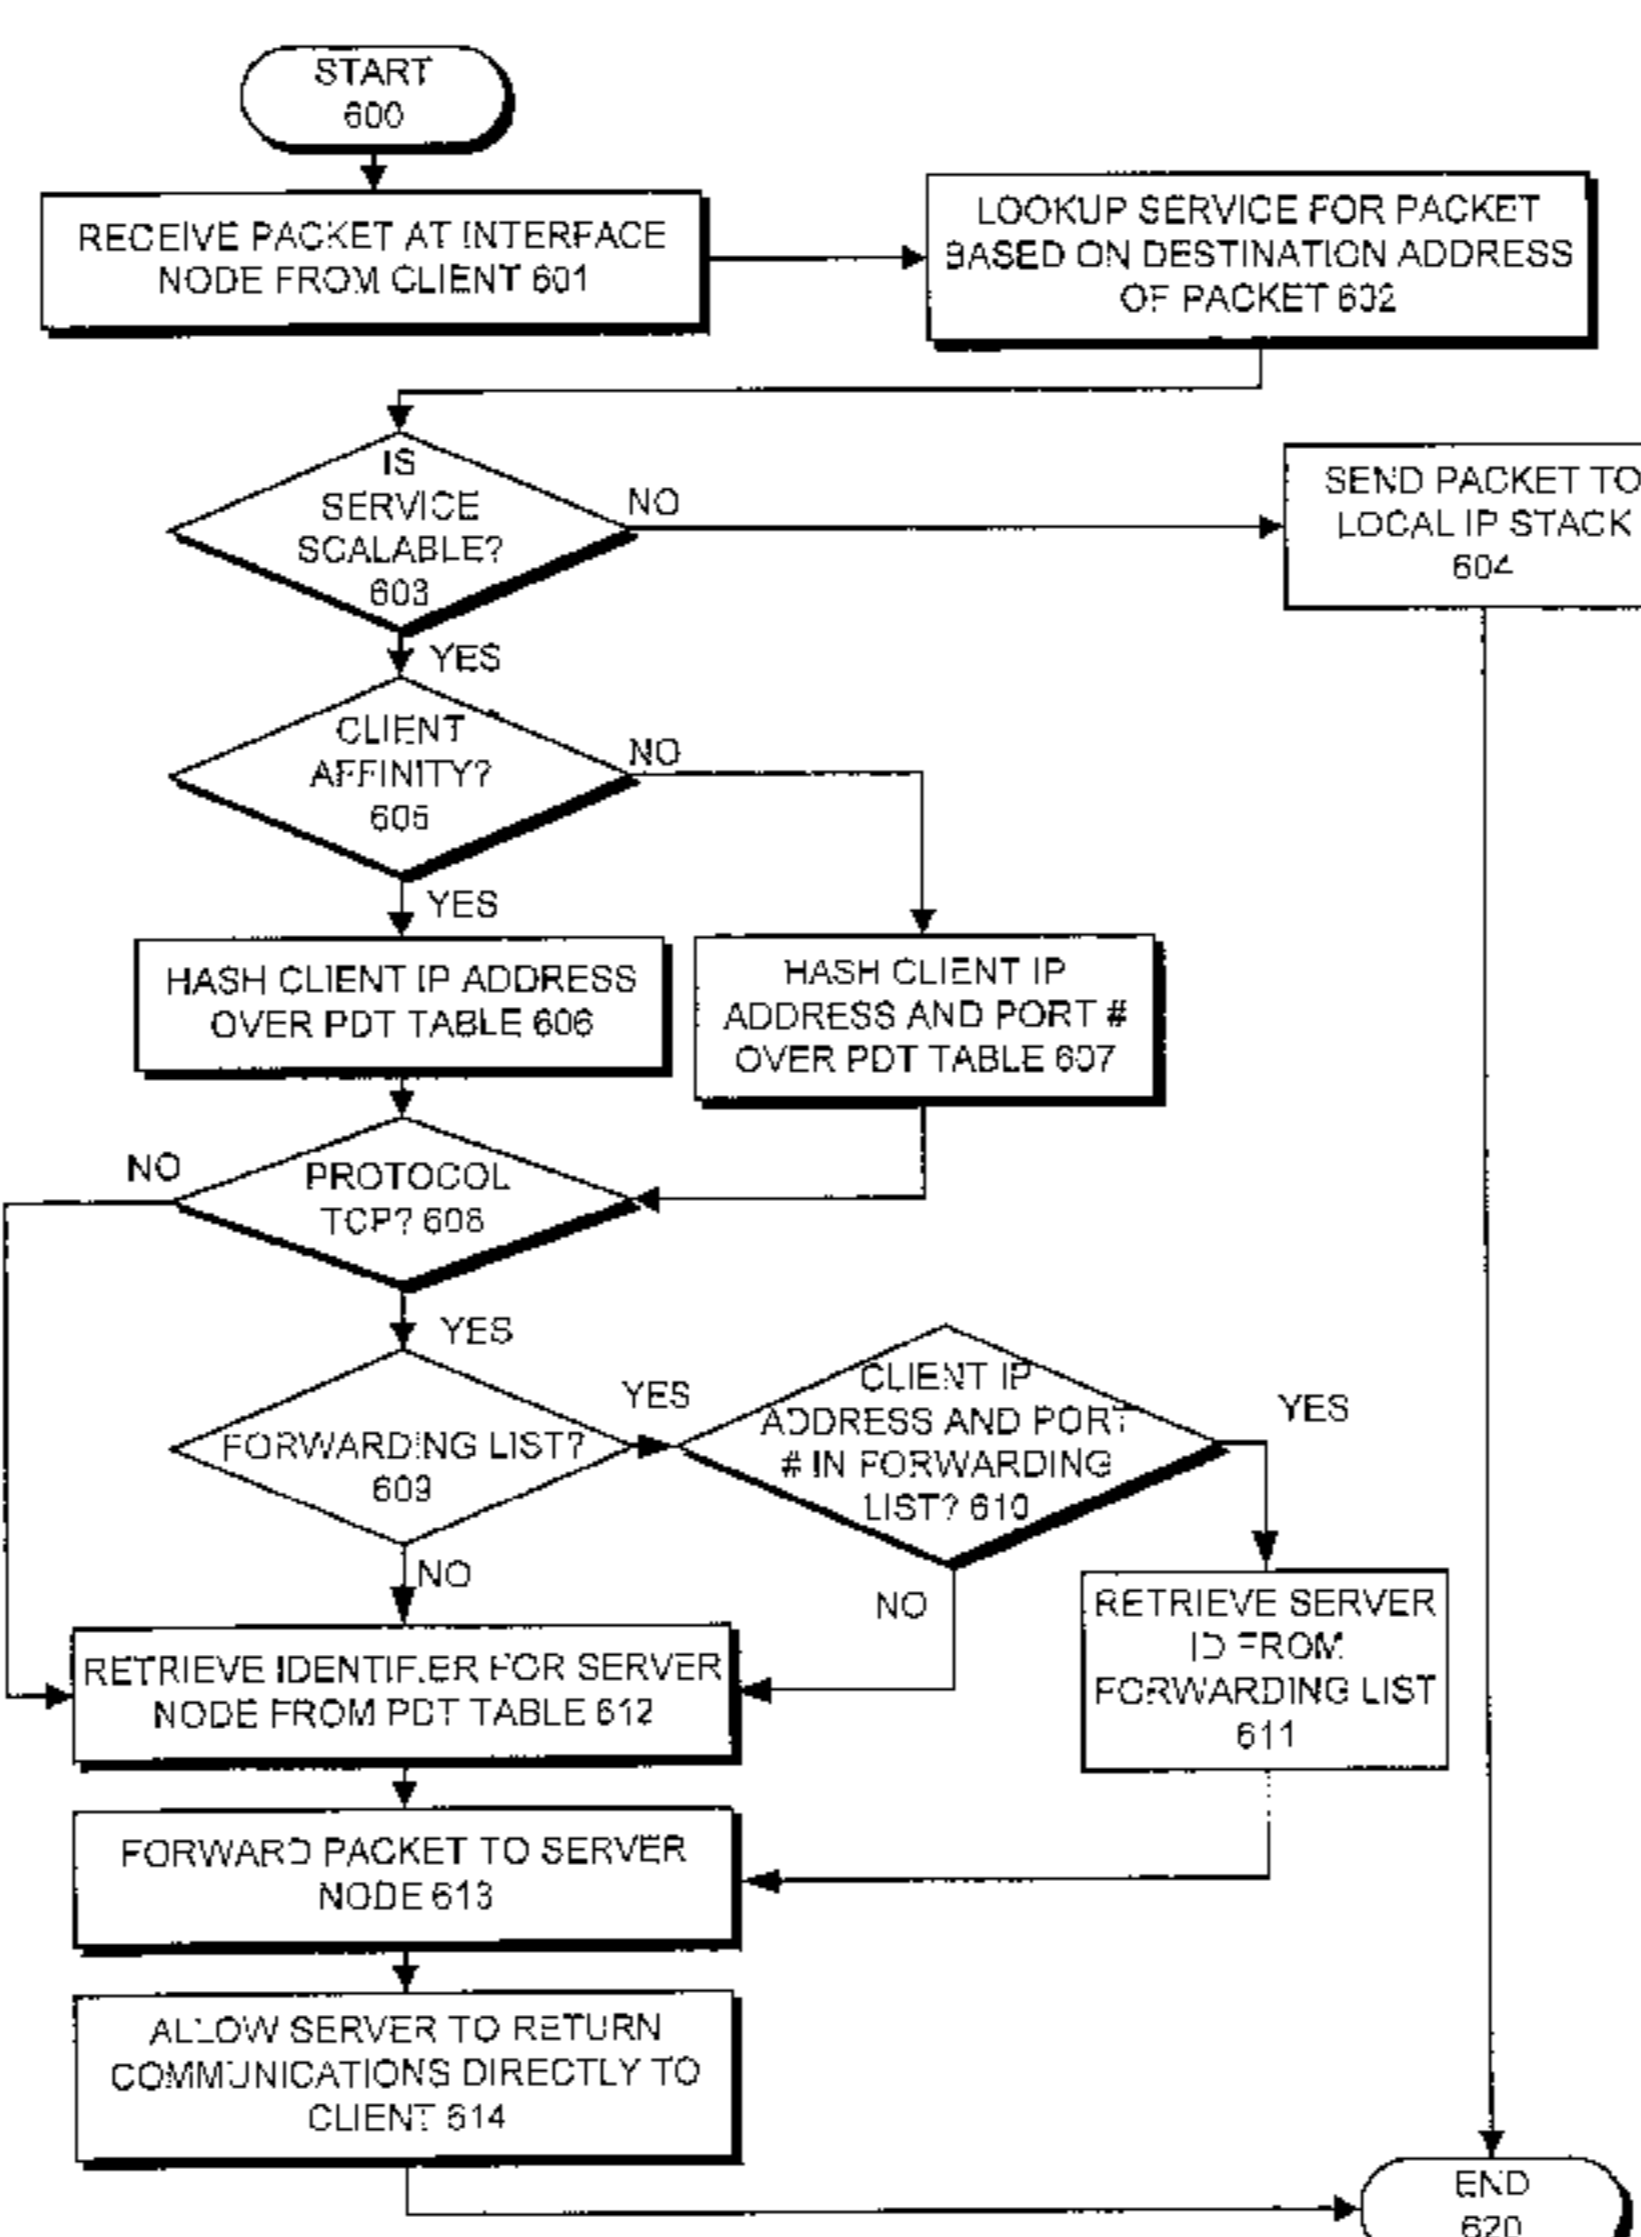 START
600
RECEIVE PACKET AT INTERFACE
NODE FROM CLIENT 601
LOOKUP SERVICE FOR PACKET
BASED ON DESTINATION ADDRESS
OF PACKET 602
IS
SERVICE
SCALABLE?
603
NO
SEND PACKET TO
LOCAL IP STACK
604
YES
CLIENT
AFFINITY?
605
NO
YES
HASH CLIENT IP ADDRESS
OVER PDT TABLE 606
HASH CLIENT IP
ADDRESS AND PORT #
OVER PDT TABLE 607
NO
PROTOCOL
TCP? 608
YES
FORWARDING LIST?
609
YES
CLIENT IP
ADDRESS AND PORT
# IN FORWARDING
LIST? 610
YES
NO
NO
RETRIEVE SERVER
ID FROM
FORWARDING LIST
611
RETRIEVE IDENTIFIER FOR SERVER
NODE FROM PDT TABLE 612
FORWARD PACKET TO SERVER
NODE 613
ALLOW SERVER TO RETURN
COMMUNICATIONS DIRECTLY TO
CLIENT 614
END
620